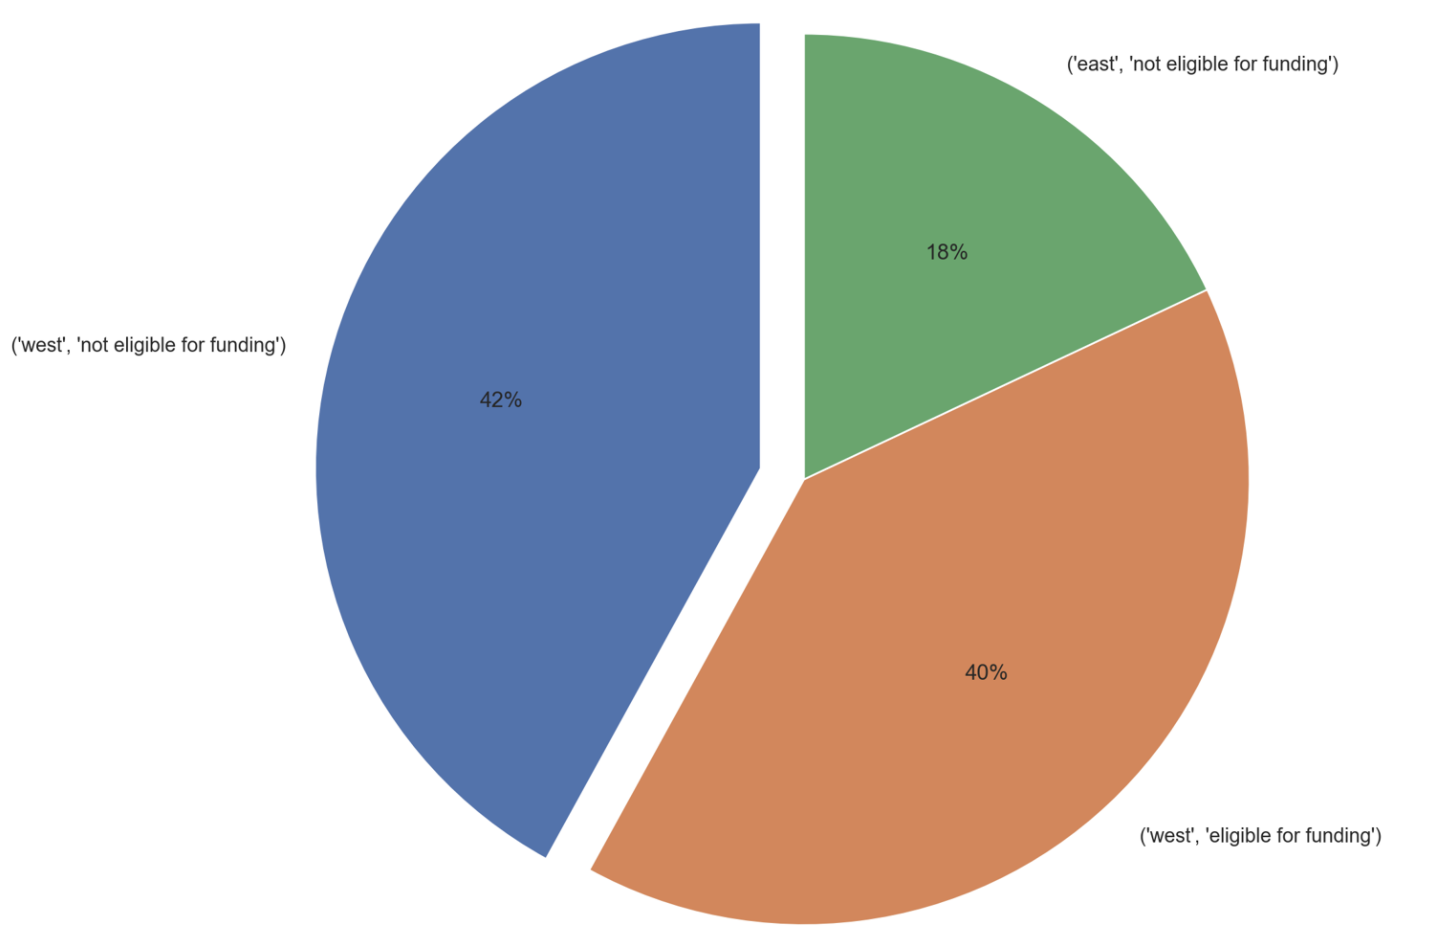 ('east', 'not eligible for funding')
18%
('west', 'not eligible for funding')
42%
40%
('west', 'eligible for funding')